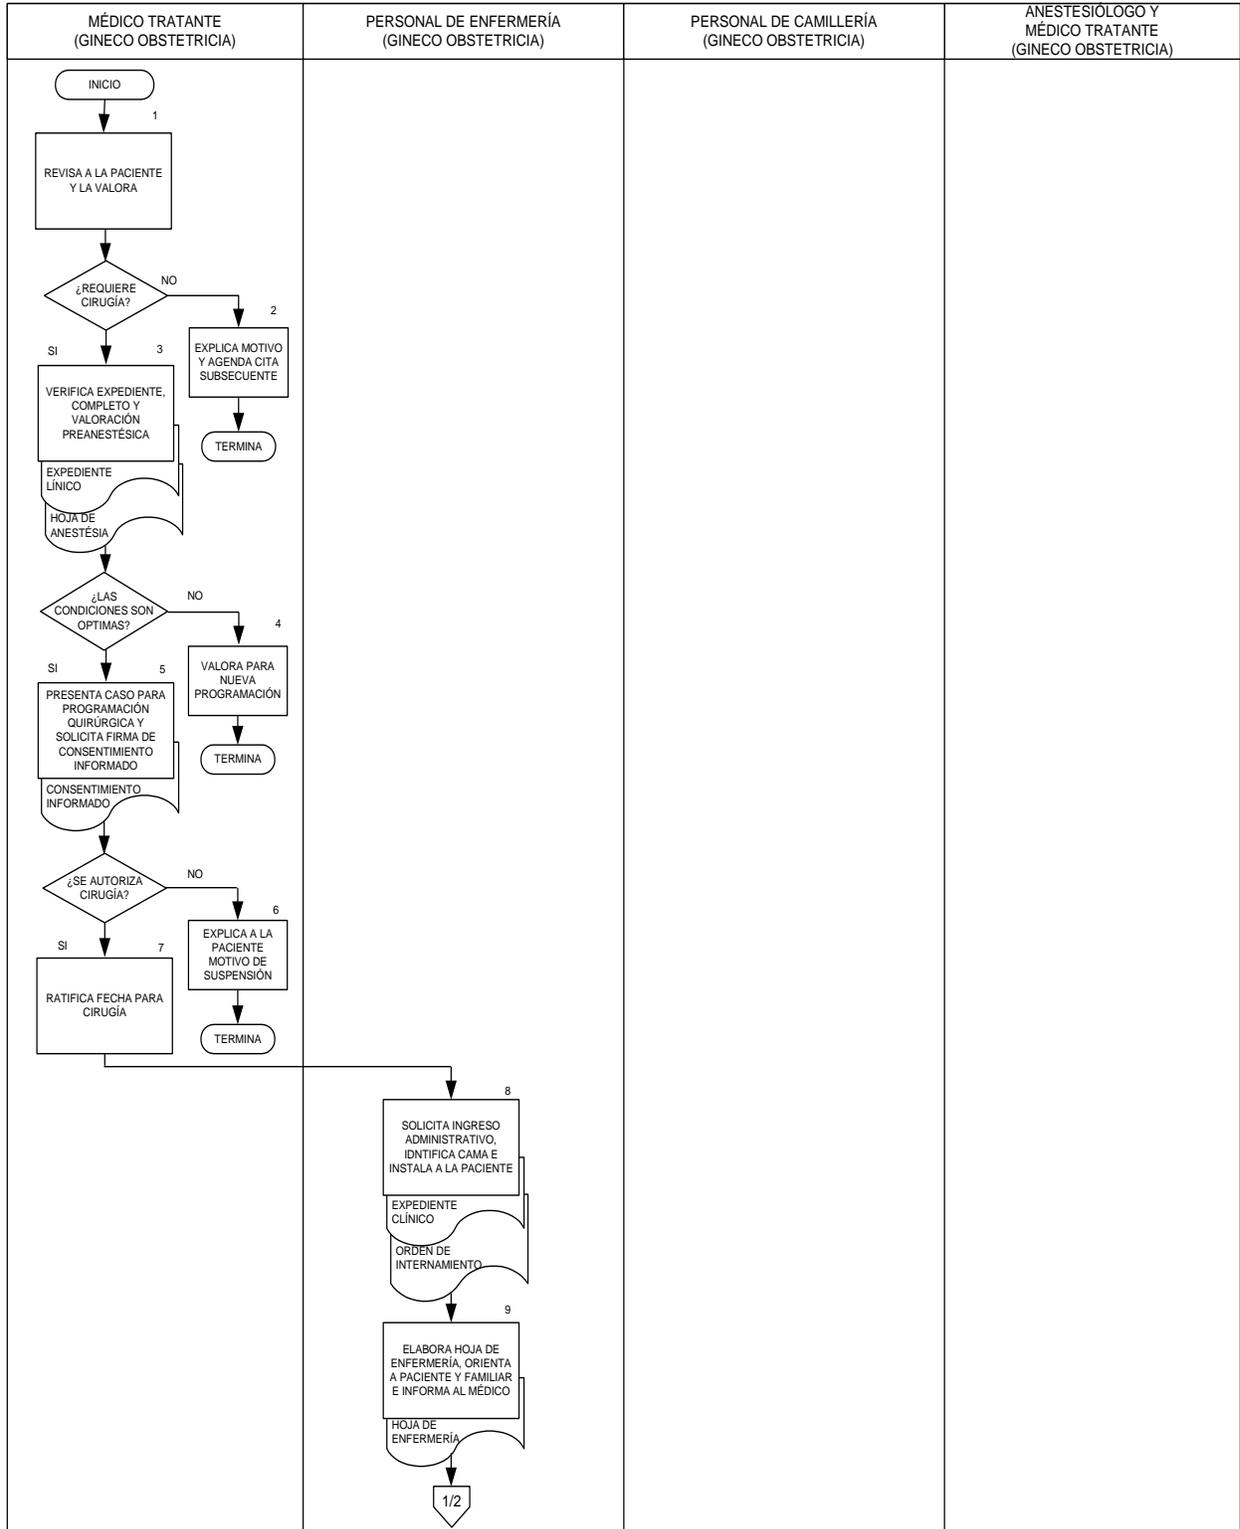 MÉDICO TRATANTE
(GINECO OBSTETRICIA)
PERSONAL DE ENFERMERÍA
(GINECO OBSTETRICIA)
PERSONAL DE CAMILLERÍA
(GINECO OBSTETRICIA)
ANESTESIÓLOGO Y
MÉDICO TRATANTE
(GINECO OBSTETRICIA)
INICIO
1
REVISA A LA PACIENTE
Y LA VALORA
¿REQUIERE
CIRUGÍA?
NO
2
EXPLICA MOTIVO
Y AGENDA CITA
SUBSECUENTE
TERMINA
SI
3
VERIFICA EXPEDIENTE,
COMPLETO Y
VALORACIÓN
PREANESTÉSICA
EXPEDIENTE
LÍNICO
HOJA DE
ANESTÉSIA
¿LAS
CONDICIONES SON
OPTIMAS?
NO
4
VALORA PARA
NUEVA
PROGRAMACIÓN
TERMINA
SI
5
PRESENTA CASO PARA
PROGRAMACIÓN
QUIRÚRGICA Y
SOLICITA FIRMA DE
CONSENTIMIENTO
INFORMADO
CONSENTIMIENTO
INFORMADO
¿SE AUTORIZA
CIRUGÍA?
NO
6
EXPLICA A LA
PACIENTE
MOTIVO DE
SUSPENSIÓN
TERMINA
SI
7
RATIFICA FECHA PARA
CIRUGÍA
8
SOLICITA INGRESO
ADMINISTRATIVO,
IDNTIFICA CAMA E
INSTALA A LA PACIENTE
EXPEDIENTE
CLÍNICO
ORDEN DE
INTERNAMIENTO
9
ELABORA HOJA DE
ENFERMERÍA, ORIENTA
A PACIENTE Y FAMILIAR
E INFORMA AL MÉDICO
HOJA DE
ENFERMERÍA
1/2